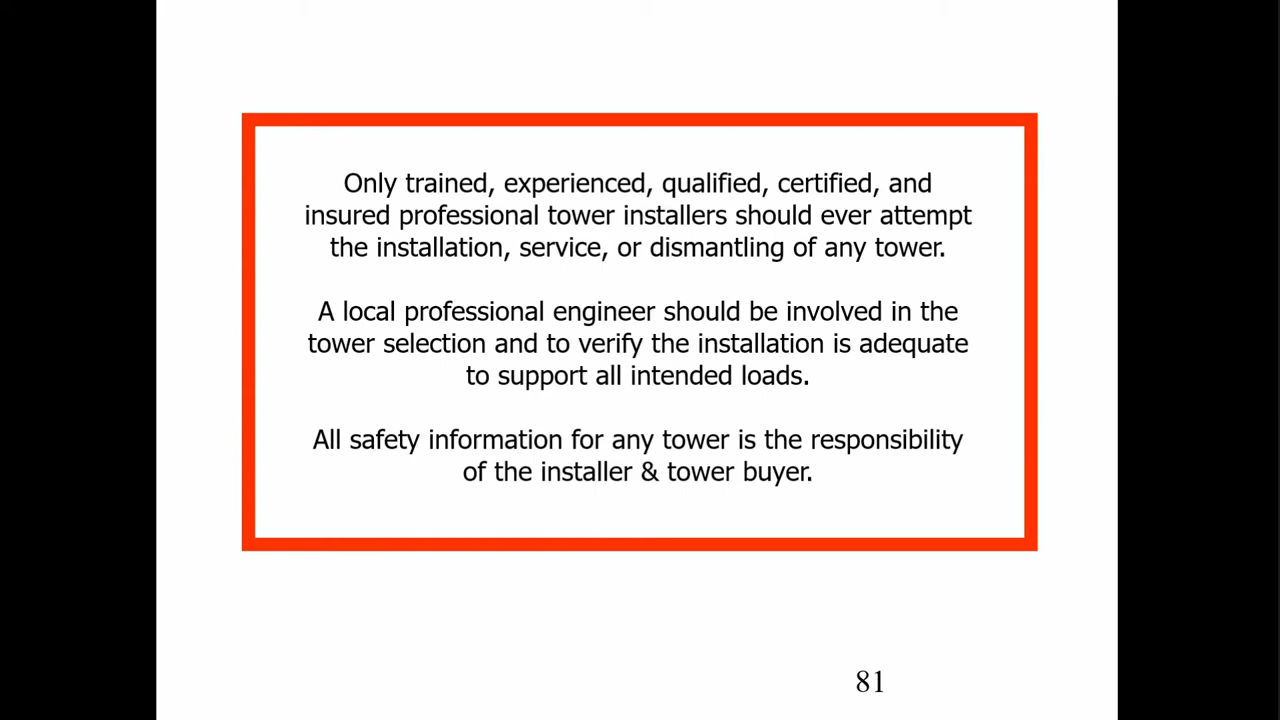 Only trained, experienced, qualified, certified, and
insured professional tower installers should ever attempt
the installation, service, or dismantling of any tower.
A local professional engineer should be involved in the
tower selection and to verify the installation is adequate
to support all intended loads.
All safety information for any tower is the responsibility
of the installer & tower buyer.
81